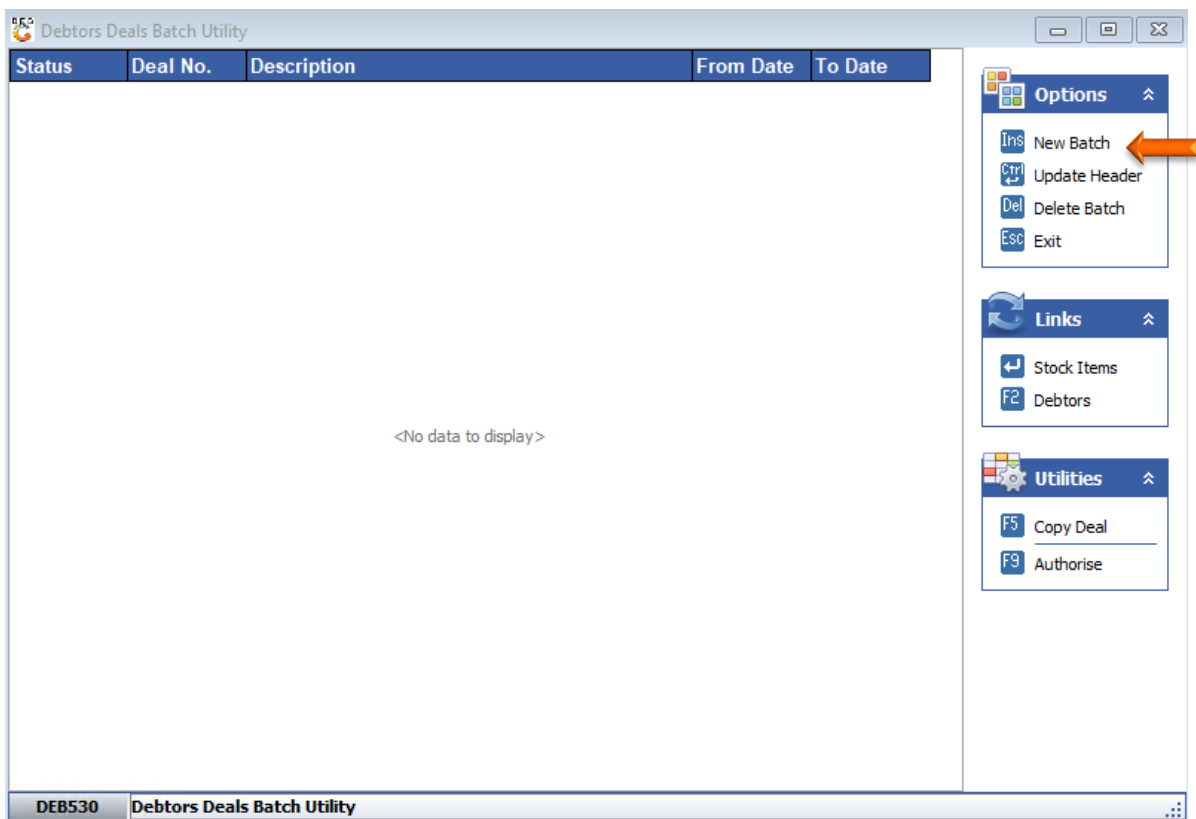 Debtors Deals Batch Utility
Status Deal No. Description From Date To Date
<No data to display>
Options
Ins New Batch
Ctrl Update Header
Del Delete Batch
Esc Exit
Links
Stock Items
F2 Debtors
Utilities
F5 Copy Deal
F9 Authorise
DEB530 Debtors Deals Batch Utility